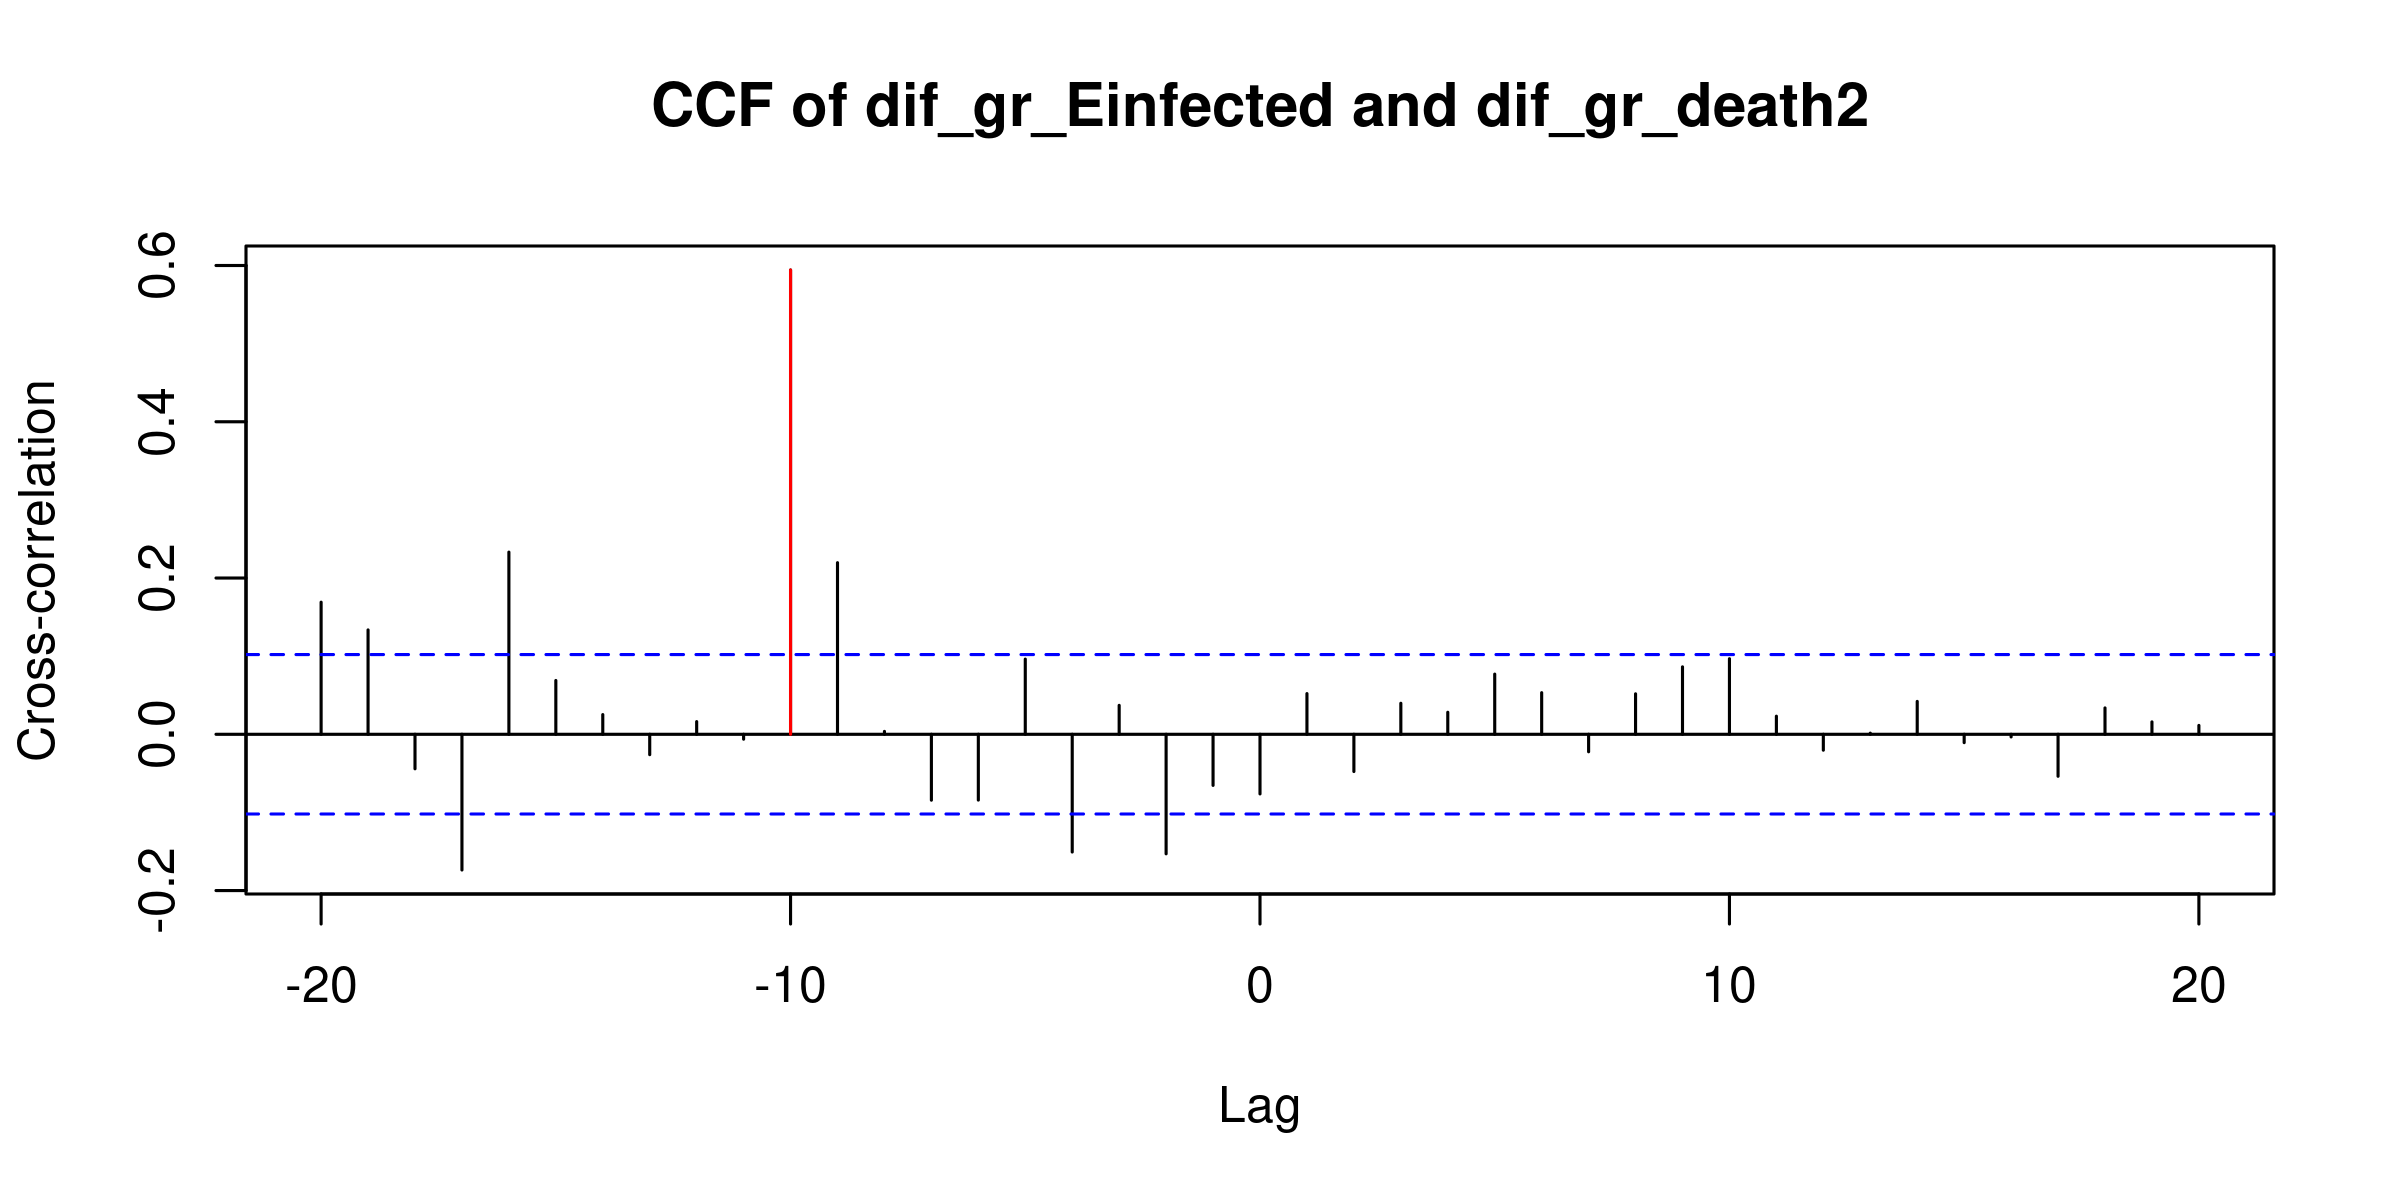 CCF of dif_gr_Einfected and dif_gr_death2
Cross-correlation
0.6
0.4
0.2
0.0
-0.2
-20 -10 0 10 20
Lag